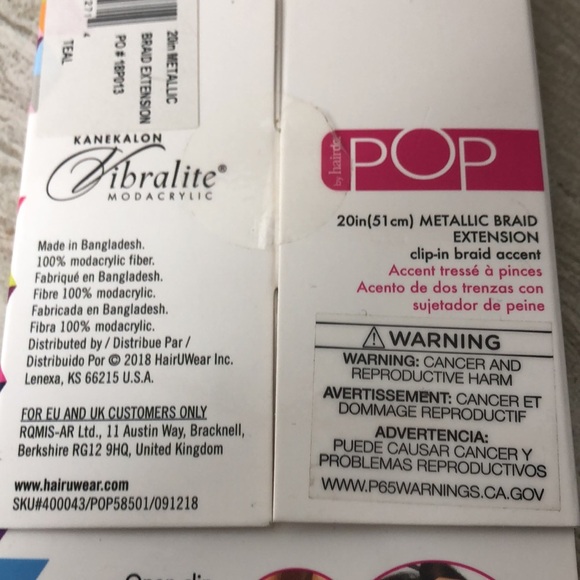 TEAL
PO # 18P013
BRAID EXTENSION
20in METALLIC
KANEKALON
Vibralite®
MODACRYLIC
Made in Bangladesh.
100% modacrylic fiber.
Fabriqué en Bangladesh.
Fibre 100% modacrylic.
Fabricada en Bangladesh.
Fibra 100% modacrylic.
Distributed by / Distribue Par /
Distribuido Por © 2018 HairUWear Inc.
Lenexa, KS 66215 U.S.A.
FOR EU AND UK CUSTOMERS ONLY
RQMIS-AR Ltd., 11 Austin Way, Bracknell,
Berkshire RG12 9HQ, United Kingdom
www.hairuwear.com
SKU#400043/POP58501/091218
POP
by hairdo
20in(51cm) METALLIC BRAID
EXTENSION
clip-in braid accent
Accent tressé à pinces
Acento de dos trenzas con
sujetador de peine
WARNING
WARNING: CANCER AND
REPRODUCTIVE HARM
AVERTISSEMENT: CANCER ET
DOMMAGE REPRODUCTIF
ADVERTENCIA:
PUEDE CAUSAR CANCER Y
PROBLEMAS REPRODUCTIVOS
WWW.P65WARNINGS.CA.GOV